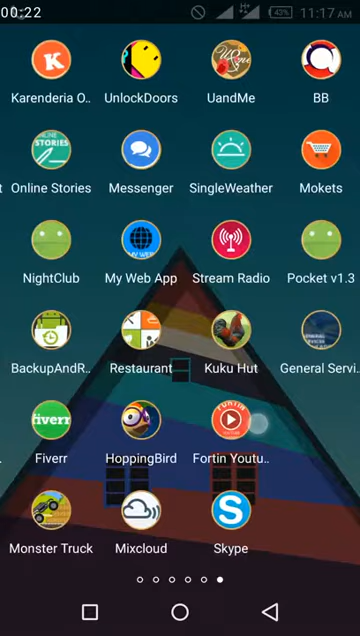 00:22
43%
11:17 AM
Karenderia O..
UnlockDoors
UandMe
BB
Online Stories
Messenger
SingleWeather
Mokets
NightClub
My Web App
Stream Radio
Pocket v1.3
BackupAndR..
Restaurant
Kuku Hut
General Servi..
Fiverr
HoppingBird
Fortin Youtu..
Monster Truck
Mixcloud
Skype